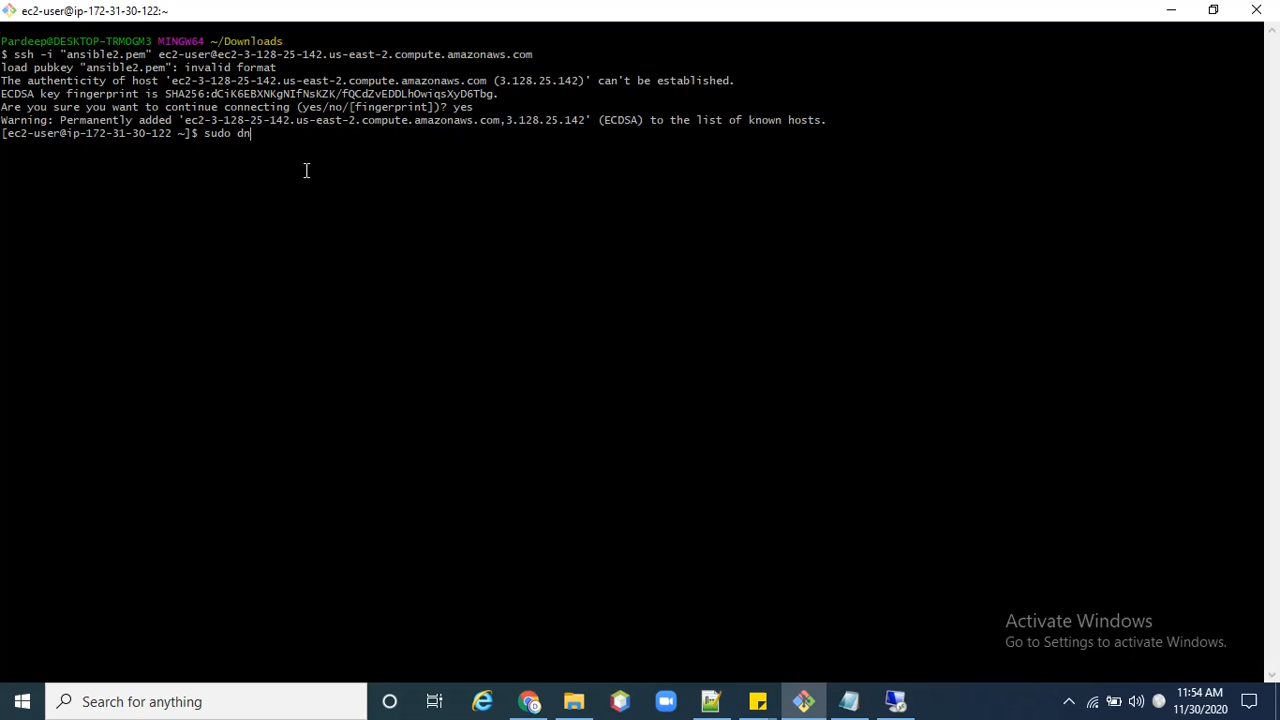 ec2-user@ip-172-31-30-122:~
Pardeep@DESKTOP-TRMOGM3 MINGW64 ~/Downloads
$ ssh -i "ansible2.pem" ec2-user@ec2-3-128-25-142.us-east-2.compute.amazonaws.com
load pubkey "ansible2.pem": invalid format
The authenticity of host 'ec2-3-128-25-142.us-east-2.compute.amazonaws.com (3.128.25.142)' can't be established.
ECDSA key fingerprint is SHA256:dCiK6EBXNKgNIfNsKZK/fQCdZvEDDLhOwiqsXyD6Tbg.
Are you sure you want to continue connecting (yes/no/[fingerprint])? yes
Warning: Permanently added 'ec2-3-128-25-142.us-east-2.compute.amazonaws.com,3.128.25.142' (ECDSA) to the list of known hosts.
[ec2-user@ip-172-31-30-122 ~]$ sudo dn
Activate Windows
Go to Settings to activate Windows.
Search for anything
11:54 AM
11/30/2020